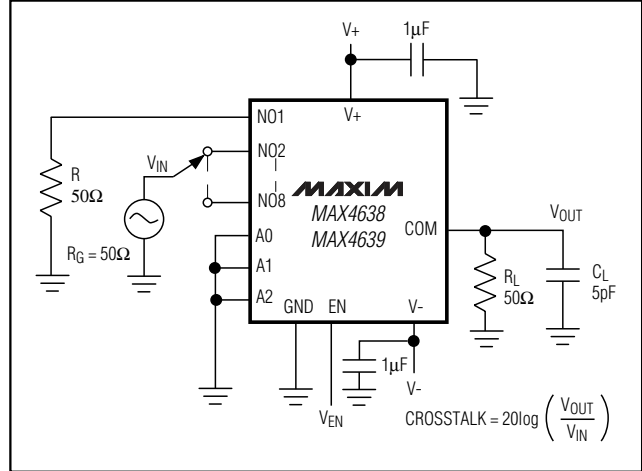 V+
1µF
V+
NO1
R
50Ω
VIN
NO2
NO8
RG = 50Ω
MAXIM
MAX4638
MAX4639
COM
VOUT
A0
A1
A2
RL
50Ω
CL
5pF
GND
EN
V-
1µF
V-
VEN
CROSSTALK = 20log (VOUT / VIN)